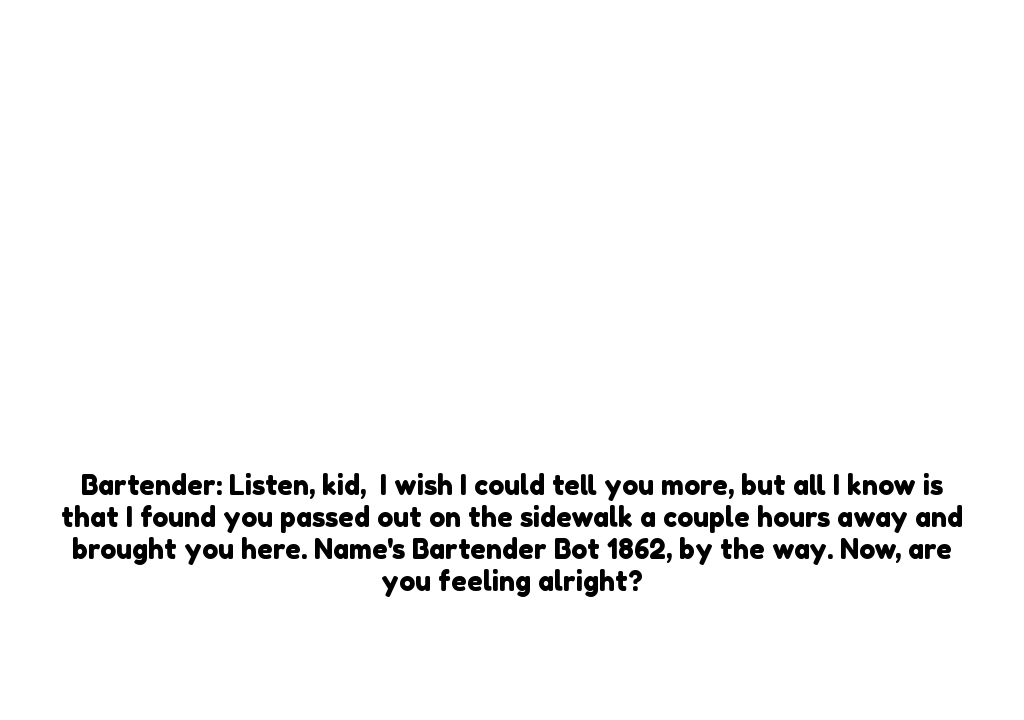 Bartender: Listen, kid,  I wish I could tell you more, but all I know is
that I found you passed out on the sidewalk a couple hours away and
brought you here. Name's Bartender Bot 1862, by the way. Now, are
you feeling alright?